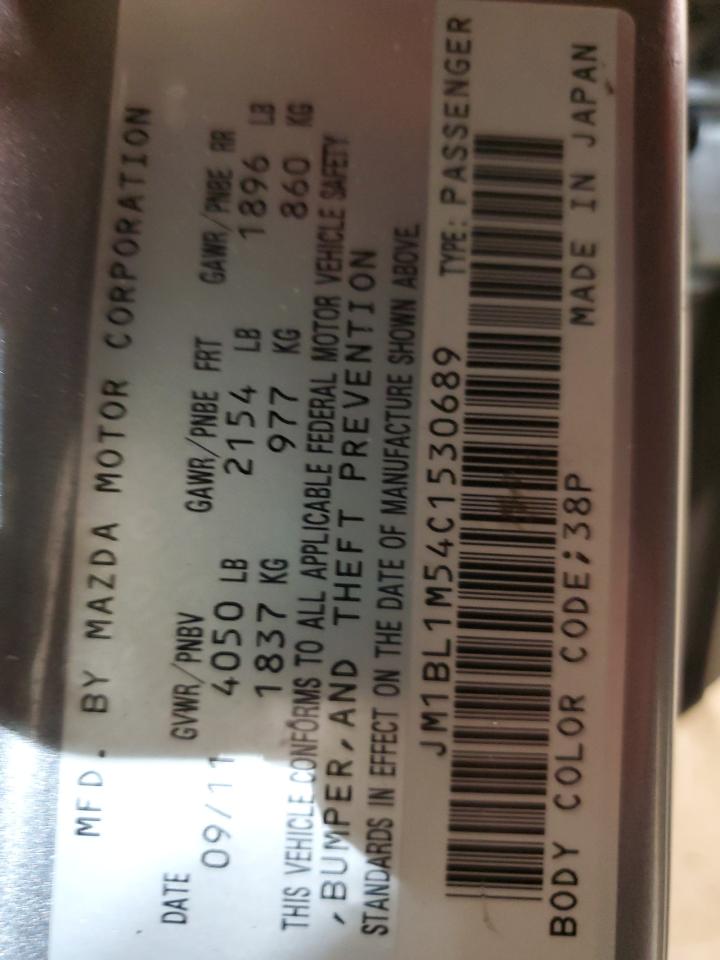 MFD. BY MAZDA MOTOR CORPORATION
DATE GVWR/PNBV GAWR/PNBE FRT GAWR/PNBE RR
09/11 4050 LB 2154 LB 1896 LB
1837 KG 977 KG 860 KG
THIS VEHICLE CONFORMS TO ALL APPLICABLE FEDERAL MOTOR VEHICLE SAFETY
,BUMPER,AND THEFT PREVENTION
STANDARDS IN EFFECT ON THE DATE OF MANUFACTURE SHOWN ABOVE.
JM1BL1M54C1530689 TYPE: PASSENGER
BODY COLOR CODE;38P MADE IN JAPAN